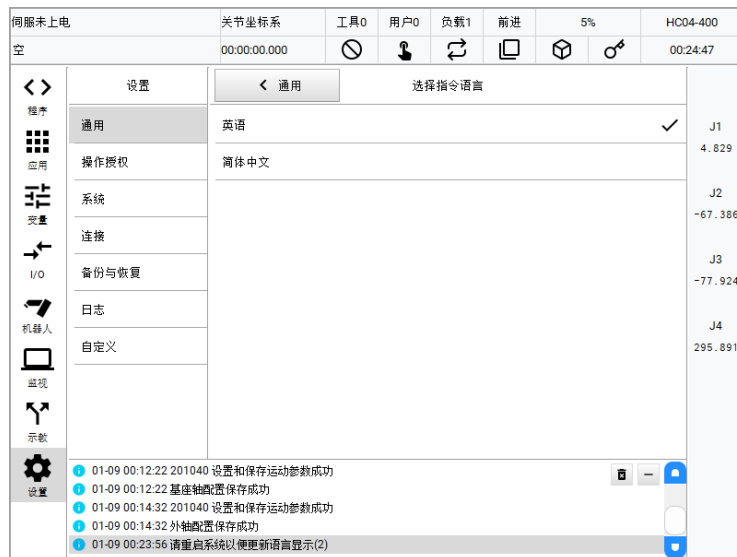 伺服未上电 关节坐标系 工具0 用户0 负载1 前进 5% HC04-400
空 00:00:00.000 00:24:47
程序
应用
变量
I/O
机器人
监视
示教
设置
设置
通用
操作授权
系统
连接
备份与恢复
日志
自定义
通用 选择指令语言
英语
简体中文
J1
4.829
J2
-67.386
J3
-77.924
J4
295.891
01-09 00:12:22 201040 设置和保存运动参数成功
01-09 00:12:22 基座轴配置保存成功
01-09 00:14:32 201040 设置和保存运动参数成功
01-09 00:14:32 外轴配置保存成功
01-09 00:23:56 请重启系统以便更新语言显示(2)